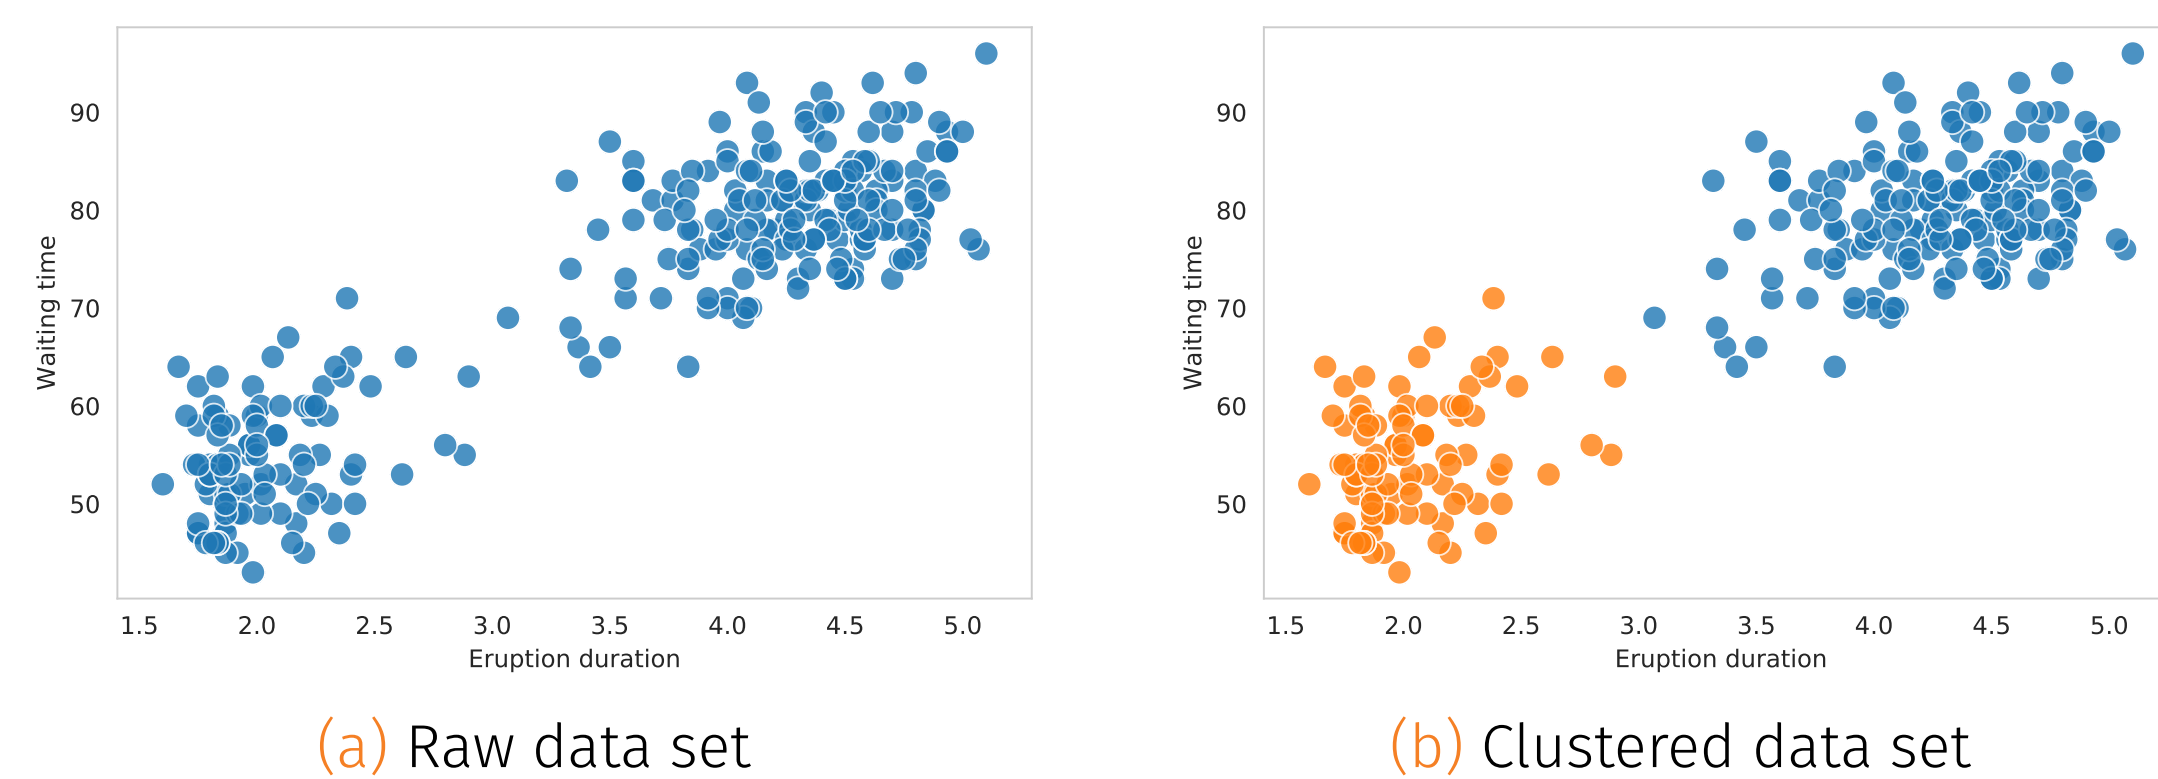 90
80
70
60
50
Waiting time
1.5 2.0 2.5 3.0 3.5 4.0 4.5 5.0
Eruption duration
(a) Raw data set
90
80
70
60
50
Waiting time
1.5 2.0 2.5 3.0 3.5 4.0 4.5 5.0
Eruption duration
(b) Clustered data set